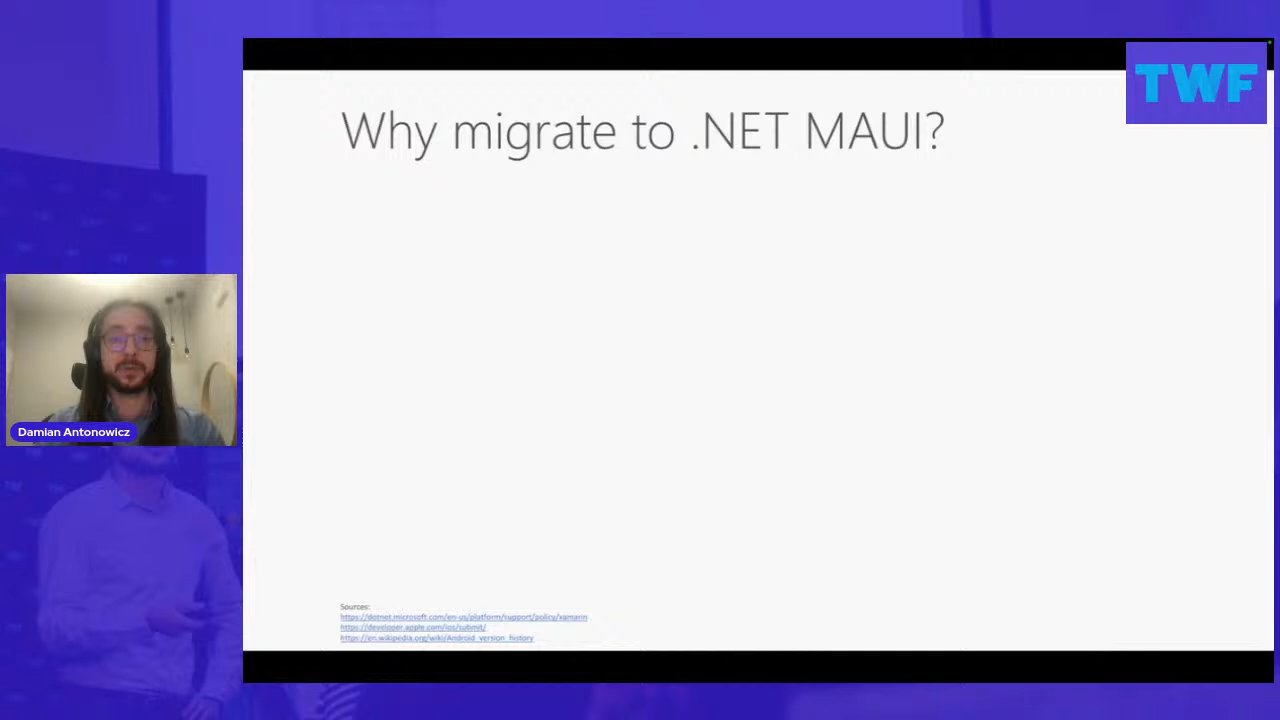 TWF
Why migrate to .NET MAUI?
Damian Antonowicz
Sources:
https://dotnet.microsoft.com/en-us/platform/support/policy/xamarin
https://developer.apple.com/ios/submit/
https://en.wikipedia.org/wiki/Android_version_history